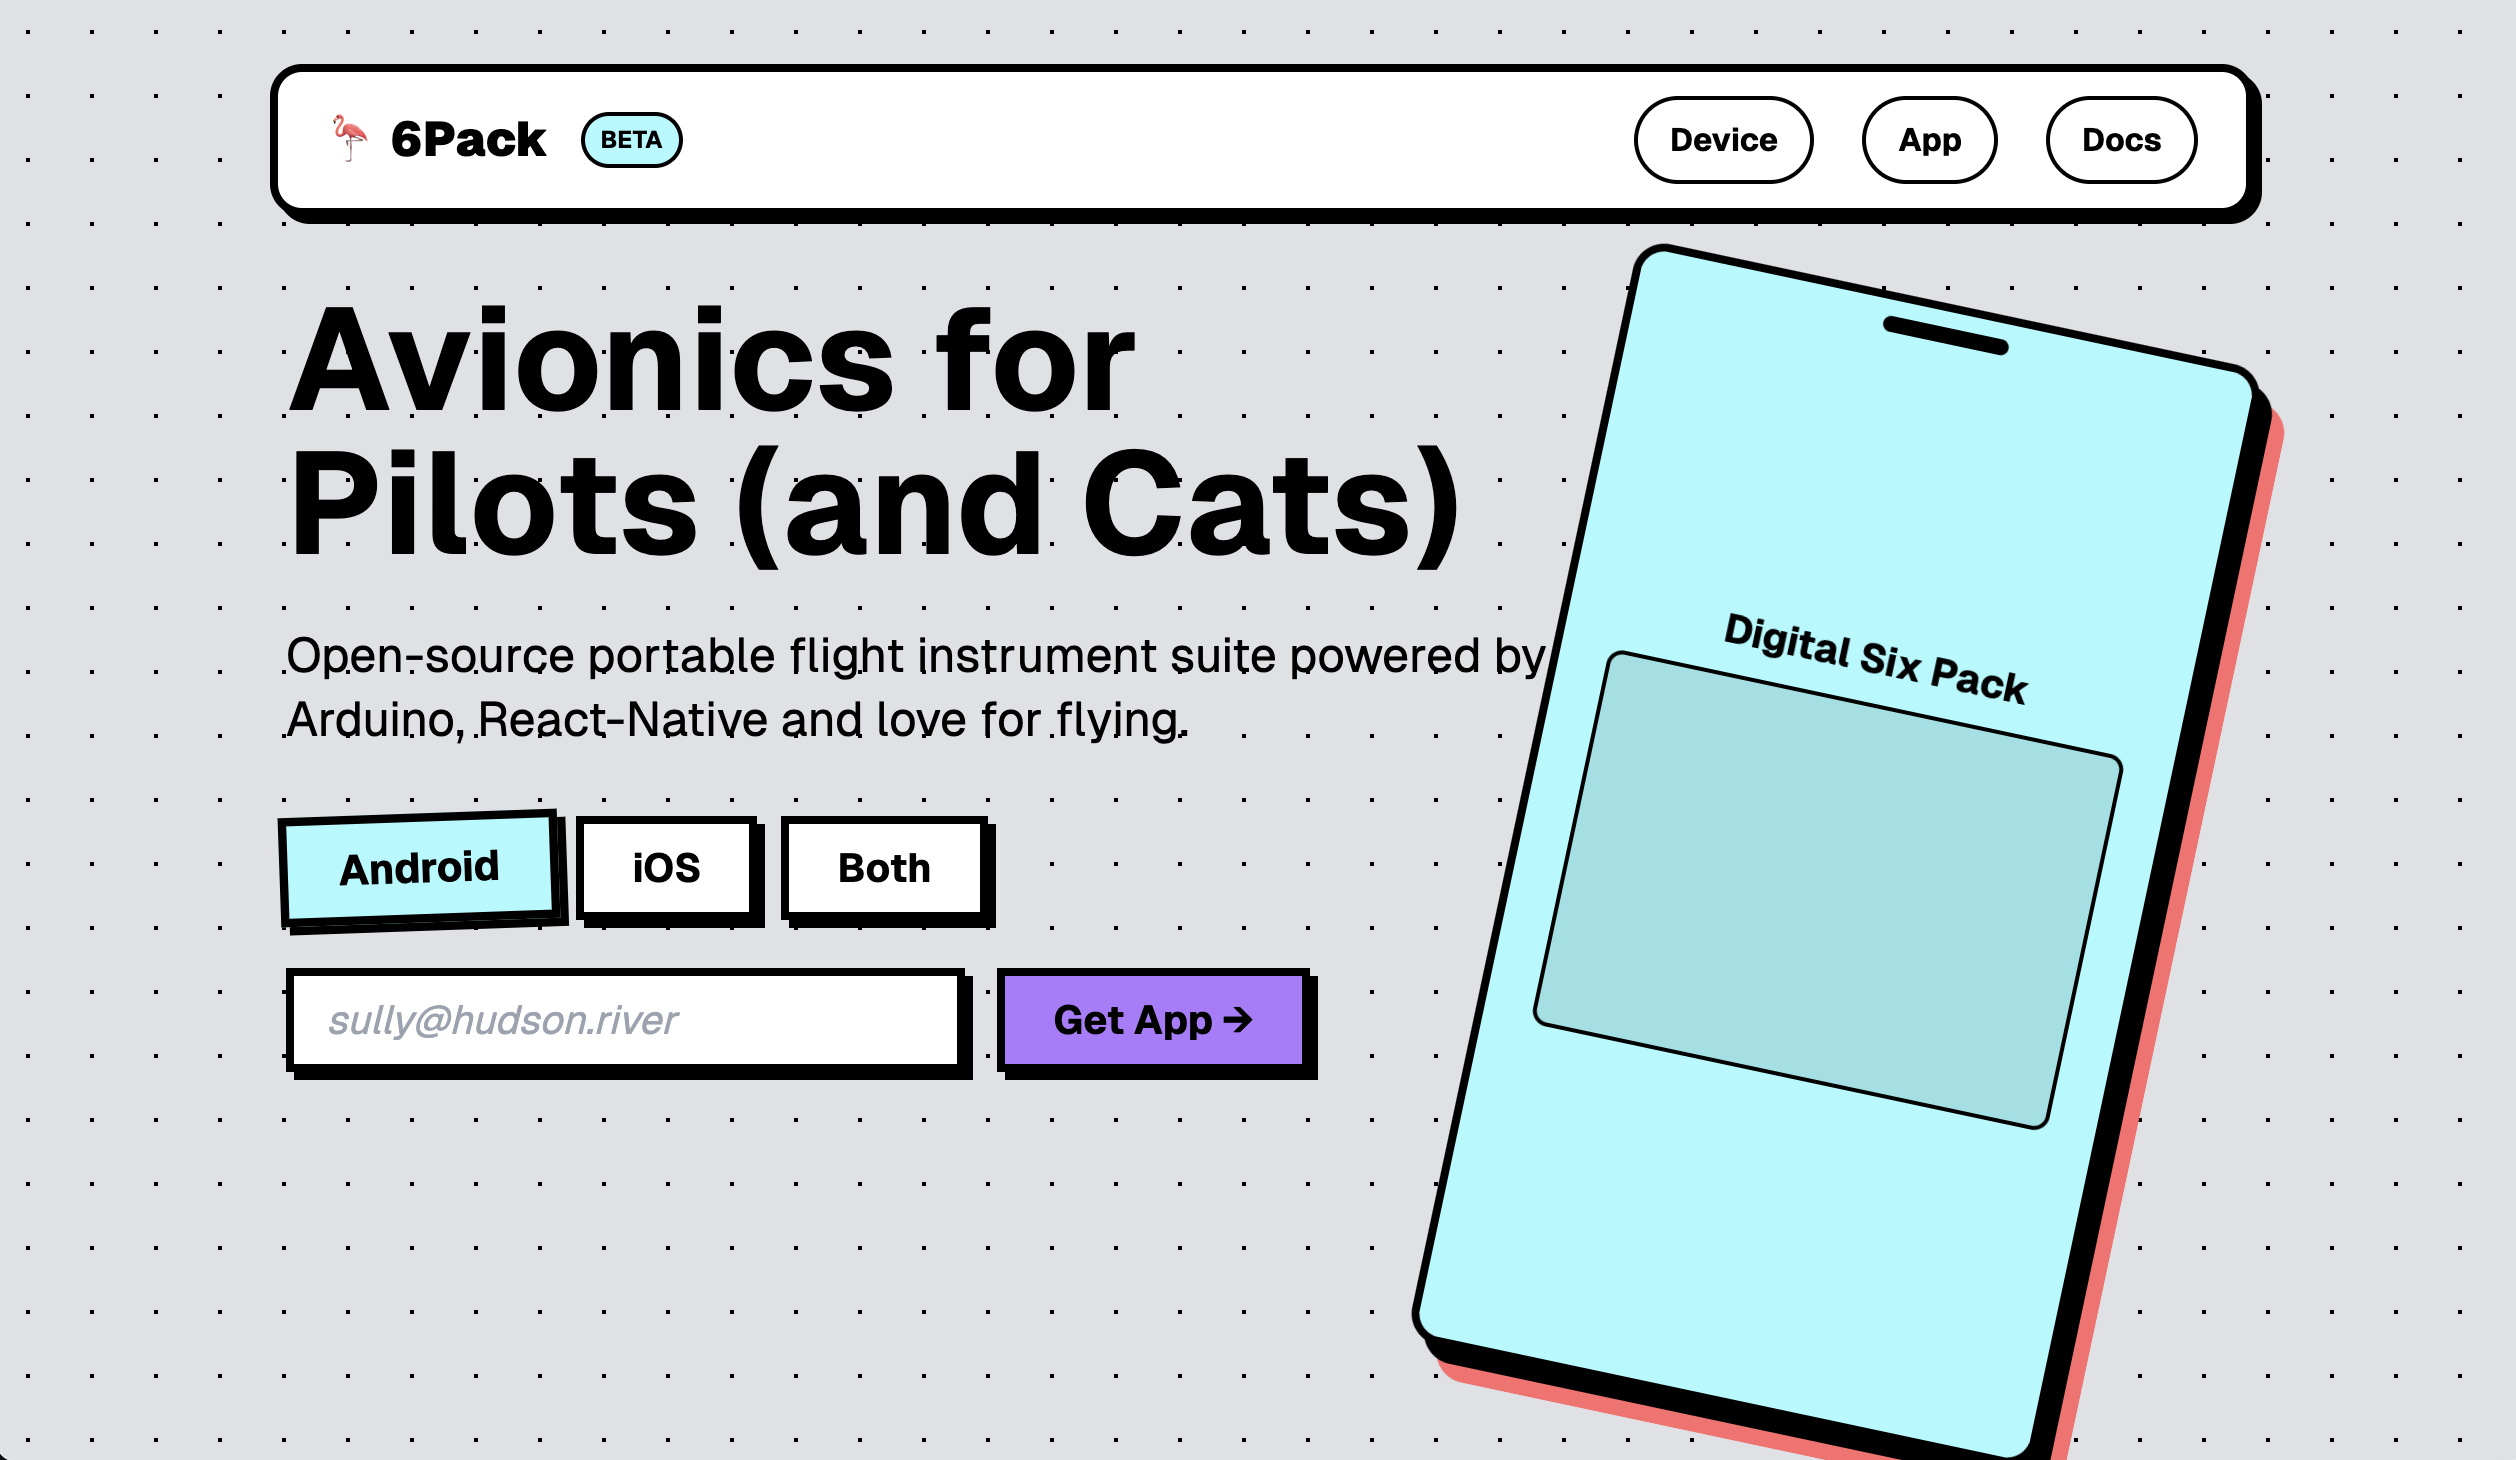 6Pack BETA Device App Docs
Avionics for
Pilots (and Cats)
Open-source portable flight instrument suite powered by
Arduino, React-Native and love for flying.
Android iOS Both
sully@hudson.river Get App →
Digital Six Pack